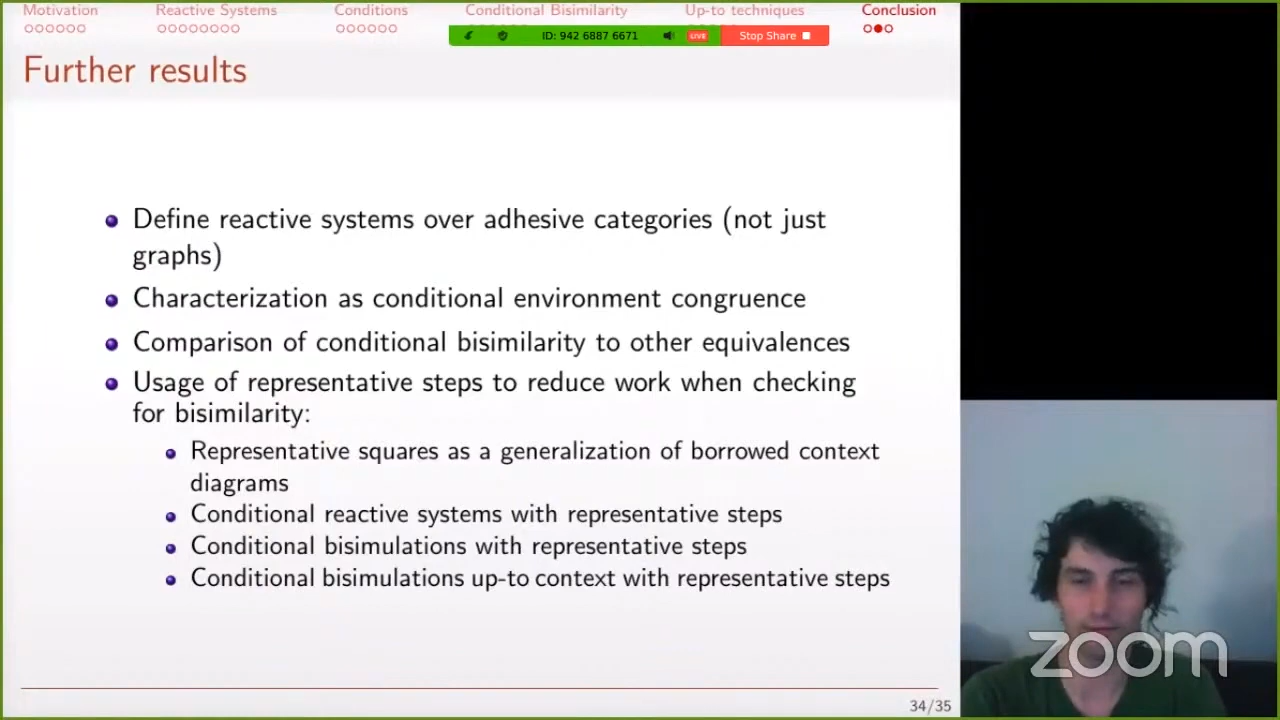 Motivation Reactive Systems Conditions Conditional Bisimilarity Up-to techniques Conclusion
ID: 942 6887 6671 LIVE Stop Share
Further results
Define reactive systems over adhesive categories (not just
graphs)
Characterization as conditional environment congruence
Comparison of conditional bisimilarity to other equivalences
Usage of representative steps to reduce work when checking
for bisimilarity:
Representative squares as a generalization of borrowed context
diagrams
Conditional reactive systems with representative steps
Conditional bisimulations with representative steps
Conditional bisimulations up-to context with representative steps
zoom
34/35